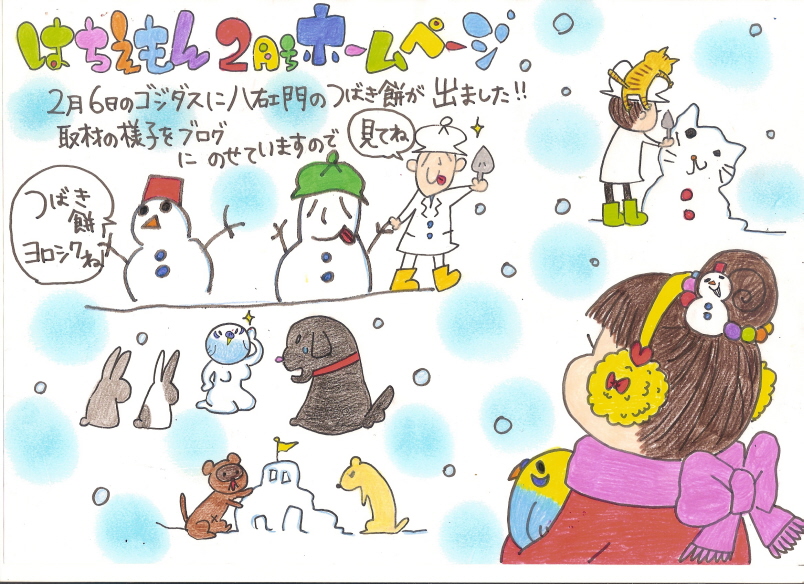 はちえもん 2月号ホームページ
2月6日のゴジダスに八右ェ門のつばき餅が 出ました!!
取材の様子をブログ
に のせていますので
見てね
つばき
餅
ヨロシクね